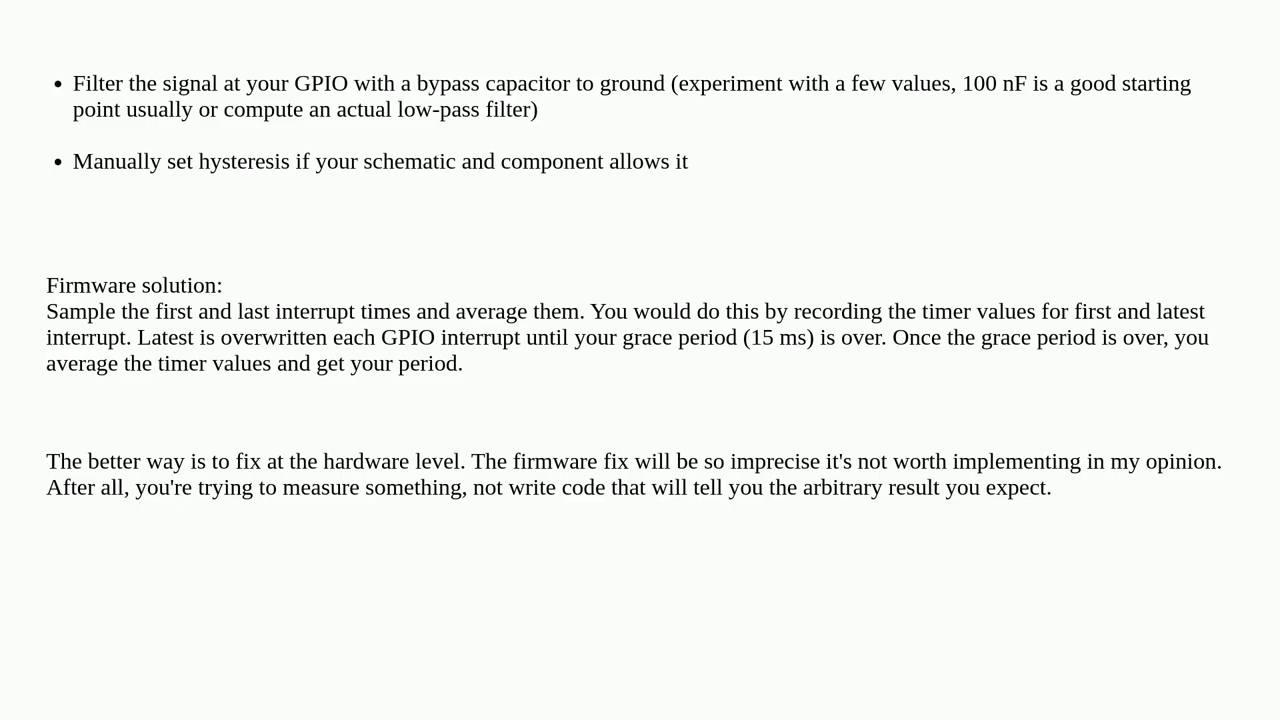 • Filter the signal at your GPIO with a bypass capacitor to ground (experiment with a few values, 100 nF is a good starting
point usually or compute an actual low-pass filter)
• Manually set hysteresis if your schematic and component allows it
Firmware solution:
Sample the first and last interrupt times and average them. You would do this by recording the timer values for first and latest
interrupt. Latest is overwritten each GPIO interrupt until your grace period (15 ms) is over. Once the grace period is over, you
average the timer values and get your period.
The better way is to fix at the hardware level. The firmware fix will be so imprecise it's not worth implementing in my opinion.
After all, you're trying to measure something, not write code that will tell you the arbitrary result you expect.